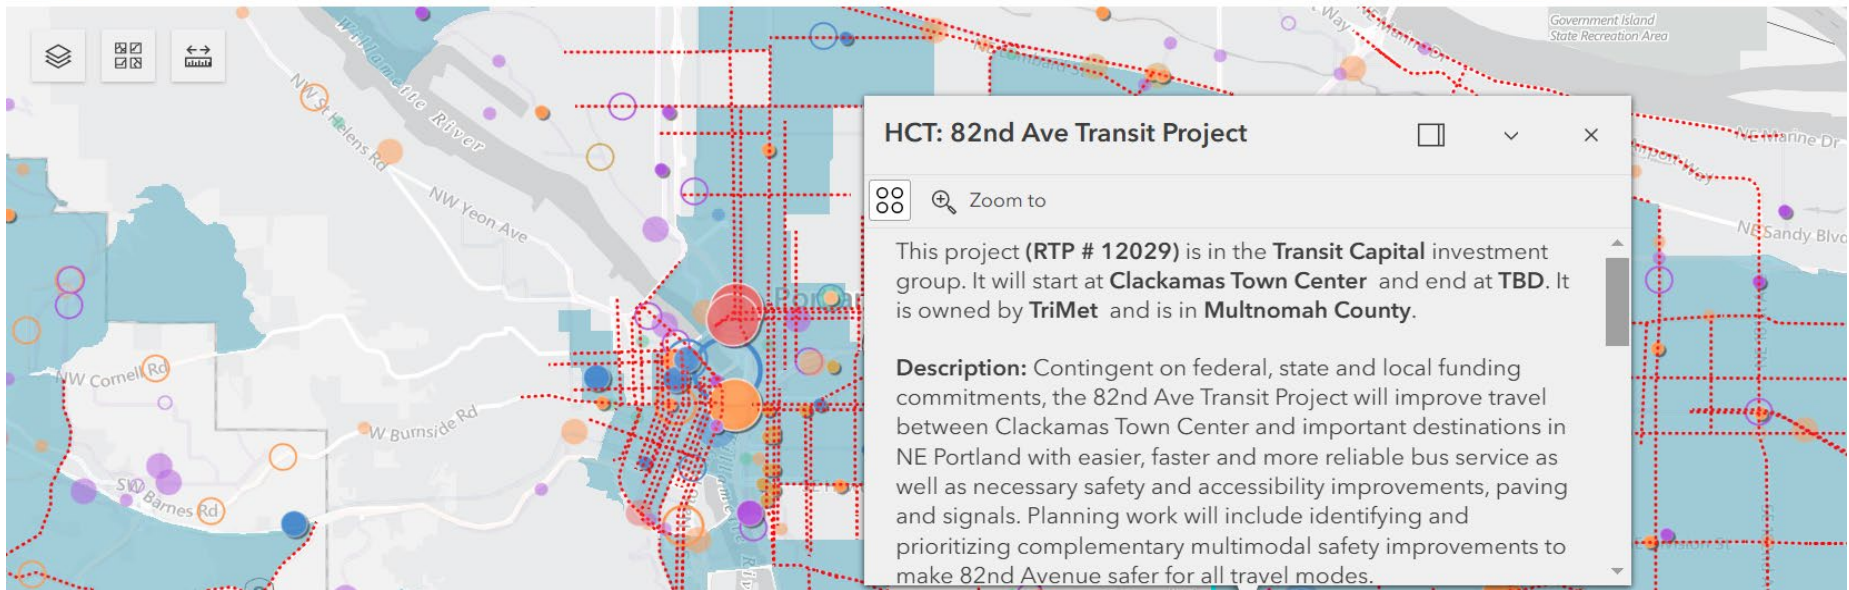 Government Island
State Recreation Area
Willamette River
NW St Helens Rd
NW Yeon Ave
NE Marine Dr
NE Sandy Blvd
NW Cornell Rd
W Burnside Rd
SW Barnes Rd
HCT: 82nd Ave Transit Project
Zoom to
This project (RTP # 12029) is in the Transit Capital investment
group. It will start at Clackamas Town Center and end at TBD. It
is owned by TriMet and is in Multnomah County.
Description: Contingent on federal, state and local funding
commitments, the 82nd Ave Transit Project will improve travel
between Clackamas Town Center and important destinations in
NE Portland with easier, faster and more reliable bus service as
well as necessary safety and accessibility improvements, paving
and signals. Planning work will include identifying and
prioritizing complementary multimodal safety improvements to
make 82nd Avenue safer for all travel modes.